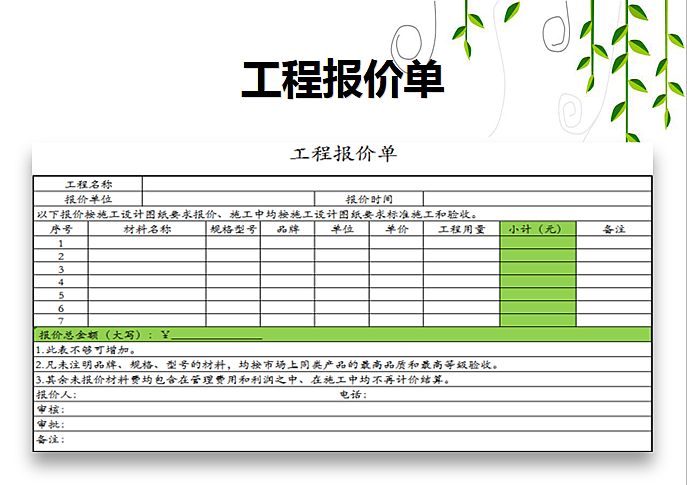 工程报价单
工程报价单
工程名称
报价单位 报价时间
以下报价按施工设计图纸要求报价、施工中均按施工设计图纸要求标准施工和验收。
序号 材料名称 规格型号 品牌 单位 单价 工程用量 小计（元） 备注
1
2
3
4
5
6
7
报价总金额（大写）：￥
1.此表不够可增加。
2.凡未注明品牌、规格、型号的材料，均按市场上同类产品的最高品质和最高等级验收。
3.其余未报价材料费均包含在管理费用和利润之中、在施工中均不再计价结算。
报价人： 电话：
审核：
审批：
备注：